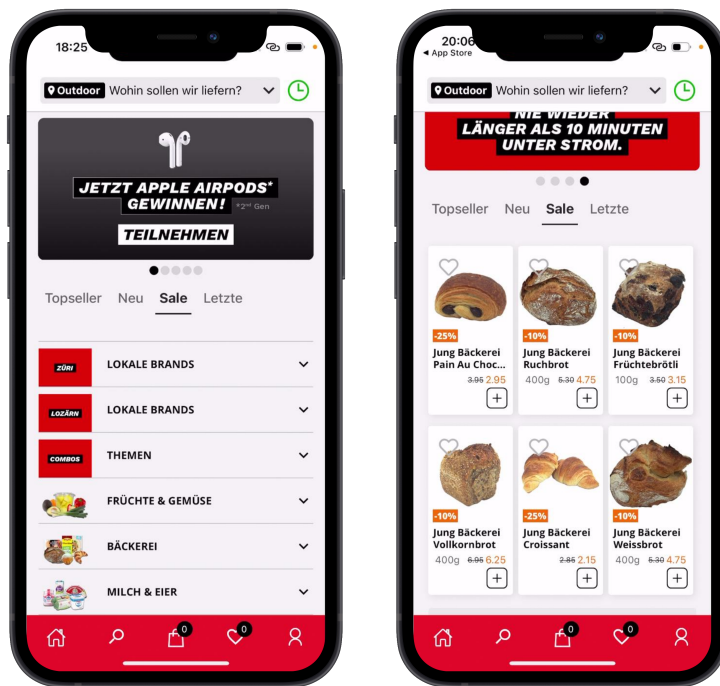 18:25
Outdoor Wohin sollen wir liefern?
JETZT APPLE AIRPODS*
GEWINNEN! *2nd Gen
TEILNEHMEN
Topseller Neu Sale Letzte
ZÜRI LOKALE BRANDS
LOZÄRN LOKALE BRANDS
COMBOS THEMEN
FRÜCHTE & GEMÜSE
BÄCKEREI
MILCH & EIER
0 0
20:06
App Store
Outdoor Wohin sollen wir liefern?
NIE WIEDER
LÄNGER ALS 10 MINUTEN
UNTER STROM.
Topseller Neu Sale Letzte
-25% -10% -10%
Jung Bäckerei Jung Bäckerei Jung Bäckerei
Pain Au Choc... Ruchbrot Früchtebrötli
3.95 2.95 400g 5.30 4.75 100g 3.50 3.15
-10% -25% -10%
Jung Bäckerei Jung Bäckerei Jung Bäckerei
Vollkornbrot Croissant Weissbrot
400g 6.95 6.25 2.85 2.15 400g 5.30 4.75
0 0